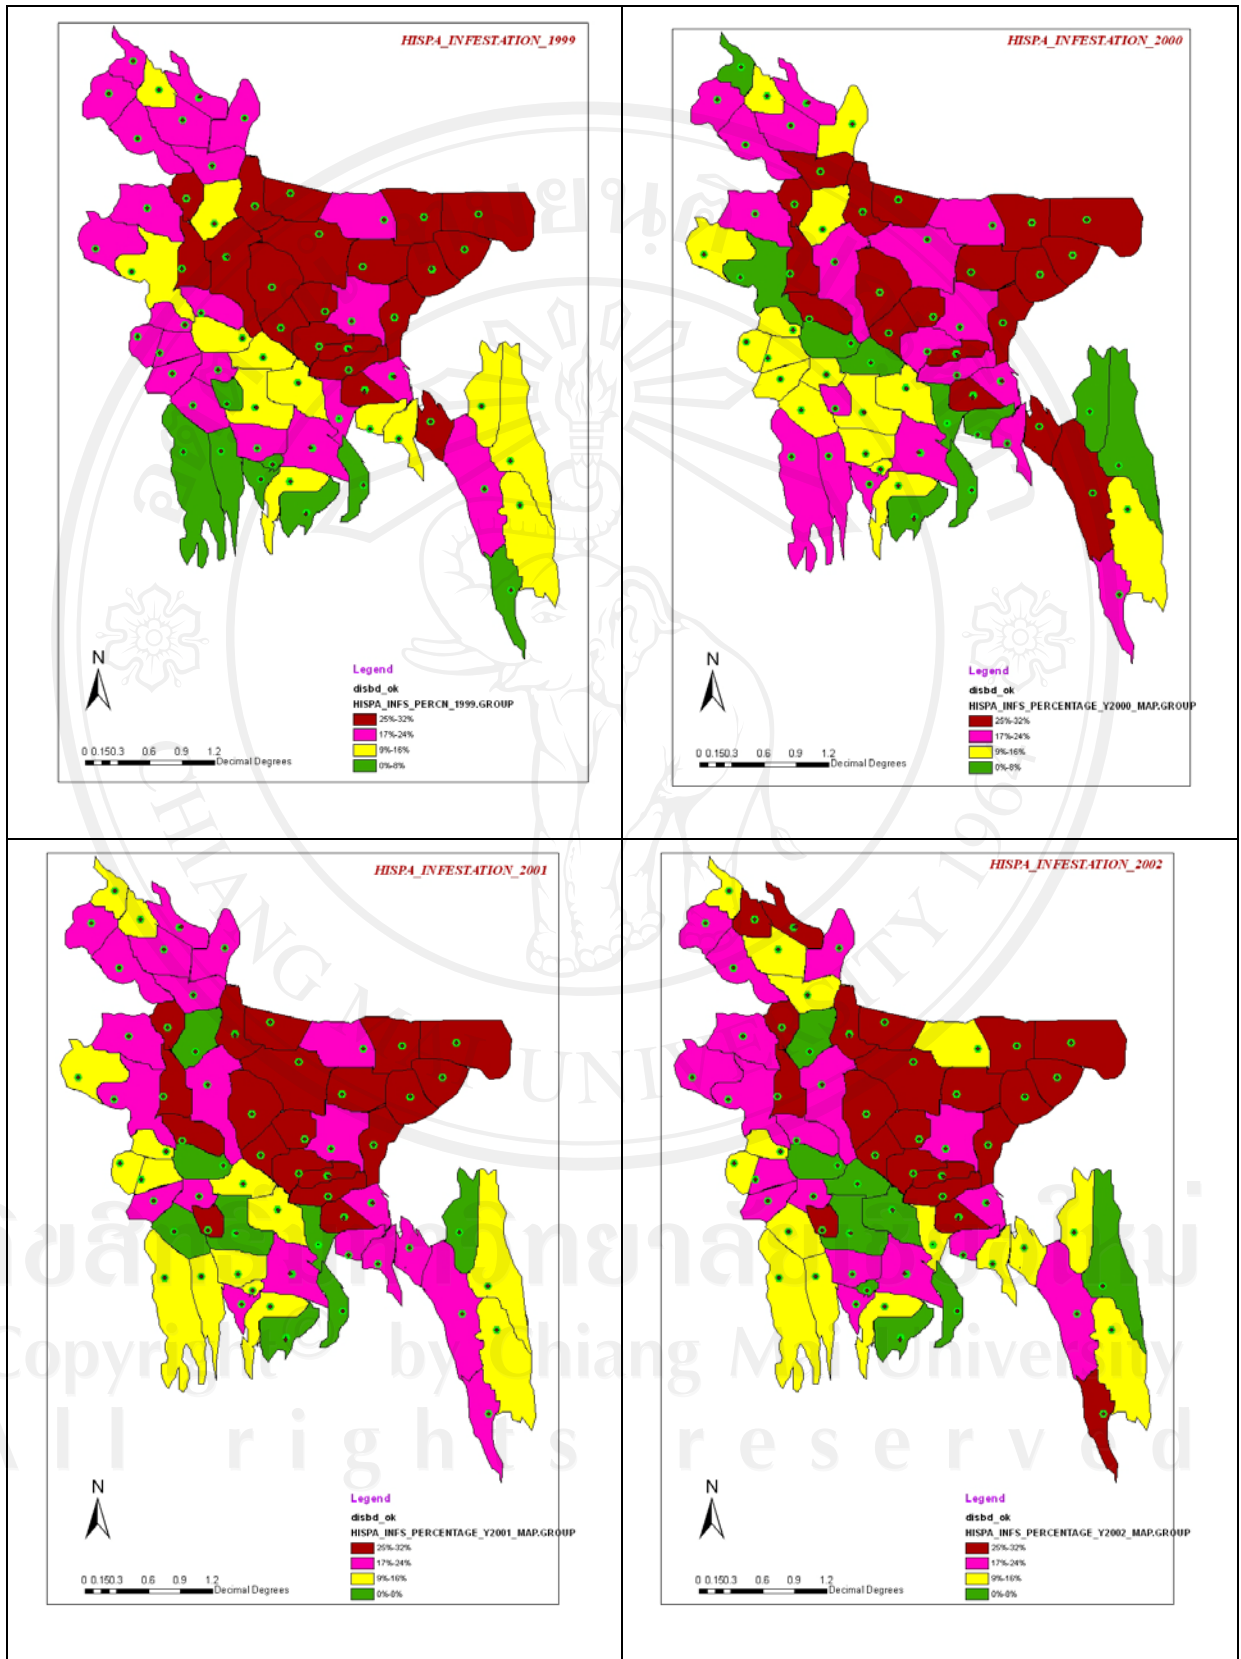 HISPA_INFESTATION_1999
N
0 0.150.3 0.6 0.9 1.2
Decimal Degrees
Legend
disbd_ok
HISPA_INFS_PERCN_1999.GROUP
25%-32%
17%-24%
9%-16%
0%-8%
HISPA_INFESTATION_2000
N
0 0.150.3 0.6 0.9 1.2
Decimal Degrees
Legend
disbd_ok
HISPA_INFS_PERCENTAGE_Y2000_MAP.GROUP
25%-32%
17%-24%
9%-16%
0%-8%
HISPA_INFESTATION_2001
N
0 0.150.3 0.6 0.9 1.2
Decimal Degrees
Legend
disbd_ok
HISPA_INFS_PERCENTAGE_Y2001_MAP.GROUP
25%-32%
17%-24%
9%-16%
0%-8%
HISPA_INFESTATION_2002
N
0 0.150.3 0.6 0.9 1.2
Decimal Degrees
Legend
disbd_ok
HISPA_INFS_PERCENTAGE_Y2002_MAP.GROUP
25%-32%
17%-24%
9%-16%
0%-8%
CHIANG MAI UNIVERSITY 1964
Copyright© by Chiang Mai University
All rights reserved